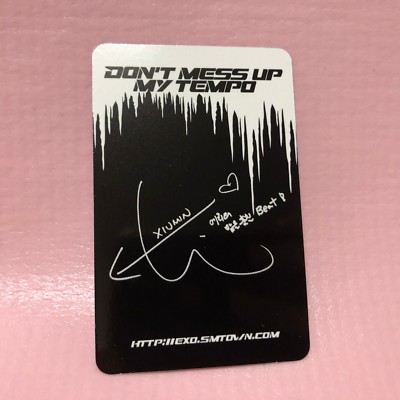 DON'T MESS UP
MY TEMPO
XIUMIN
Beat
HTTP://EXO.SMTOWN.COM